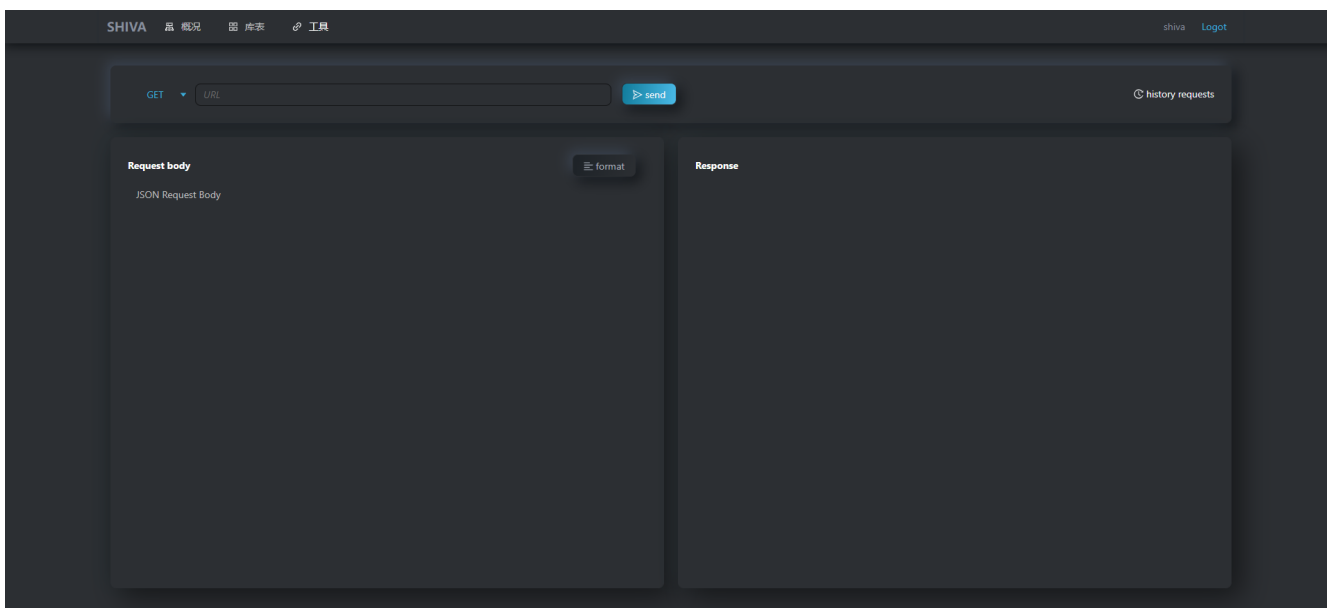 SHIVA 概况 库表 工具 shiva Logot
GET URL send history requests
Request body format Response
JSON Request Body